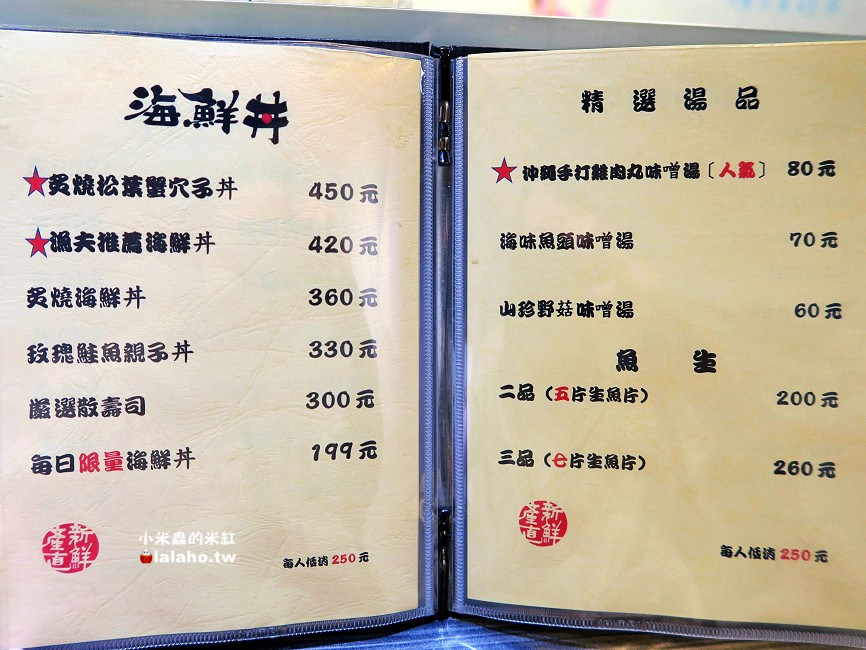 海鮮丼
炙燒松葉蟹穴子丼 450元
漁夫推薦海鮮丼 420元
炙燒海鮮丼 360元
玫瑰鮭魚親子丼 330元
嚴選散壽司 300元
每日限量海鮮丼 199元
新鮮產直
小米蟲的米缸
lalaho.tw
每人低消250元
精選湯品
沖繩手打雞肉丸味噌湯〔人氣〕 80元
海味魚頭味噌湯 70元
山珍野菇味噌湯 60元
魚生
二品(五片生魚片) 200元
三品(七片生魚片) 260元
新鮮產直
每人低消250元